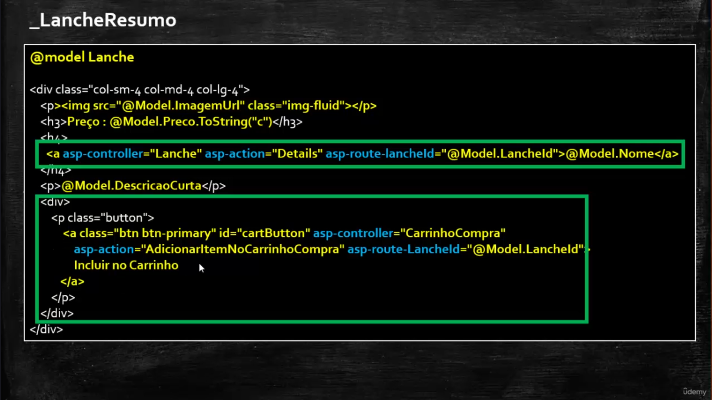 _LancheResumo
@model Lanche
<div class="col-sm-4 col-md-4 col-lg-4">
<p><img src="@Model.ImagemUrl" class="img-fluid"></p>
<h3>Preço : @Model.Preco.ToString("c")</h3>
<h4>
<a asp-controller="Lanche" asp-action="Details" asp-route-lancheId="@Model.LancheId">@Model.Nome</a>
</h4>
<p>@Model.DescricaoCurta</p>
<div>
<p class="button">
<a class="btn btn-primary" id="cartButton" asp-controller="CarrinhoCompra"
asp-action="AdicionarItemNoCarrinhoCompra" asp-route-LancheId="@Model.LancheId">
Incluir no Carrinho
</a>
</p>
</div>
</div>
ûdemy